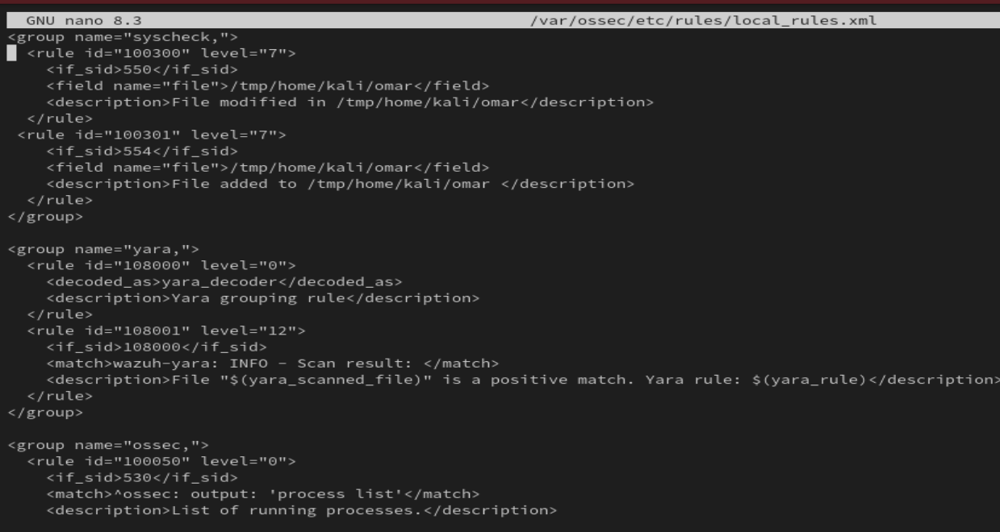 GNU nano 8.3 /var/ossec/etc/rules/local_rules.xml
<group name="syscheck,">
  <rule id="100300" level="7">
    <if_sid>550</if_sid>
    <field name="file">/tmp/home/kali/omar</field>
    <description>File modified in /tmp/home/kali/omar</description>
  </rule>
 <rule id="100301" level="7">
    <if_sid>554</if_sid>
    <field name="file">/tmp/home/kali/omar</field>
    <description>File added to /tmp/home/kali/omar </description>
  </rule>
</group>

<group name="yara,">
  <rule id="108000" level="0">
    <decoded_as>yara_decoder</decoded_as>
    <description>Yara grouping rule</description>
  </rule>
  <rule id="108001" level="12">
    <if_sid>108000</if_sid>
    <match>wazuh-yara: INFO - Scan result: </match>
    <description>File "$(yara_scanned_file)" is a positive match. Yara rule: $(yara_rule)</description>
  </rule>
</group>

<group name="ossec,">
  <rule id="100050" level="0">
    <if_sid>530</if_sid>
    <match>^ossec: output: 'process list'</match>
    <description>List of running processes.</description>